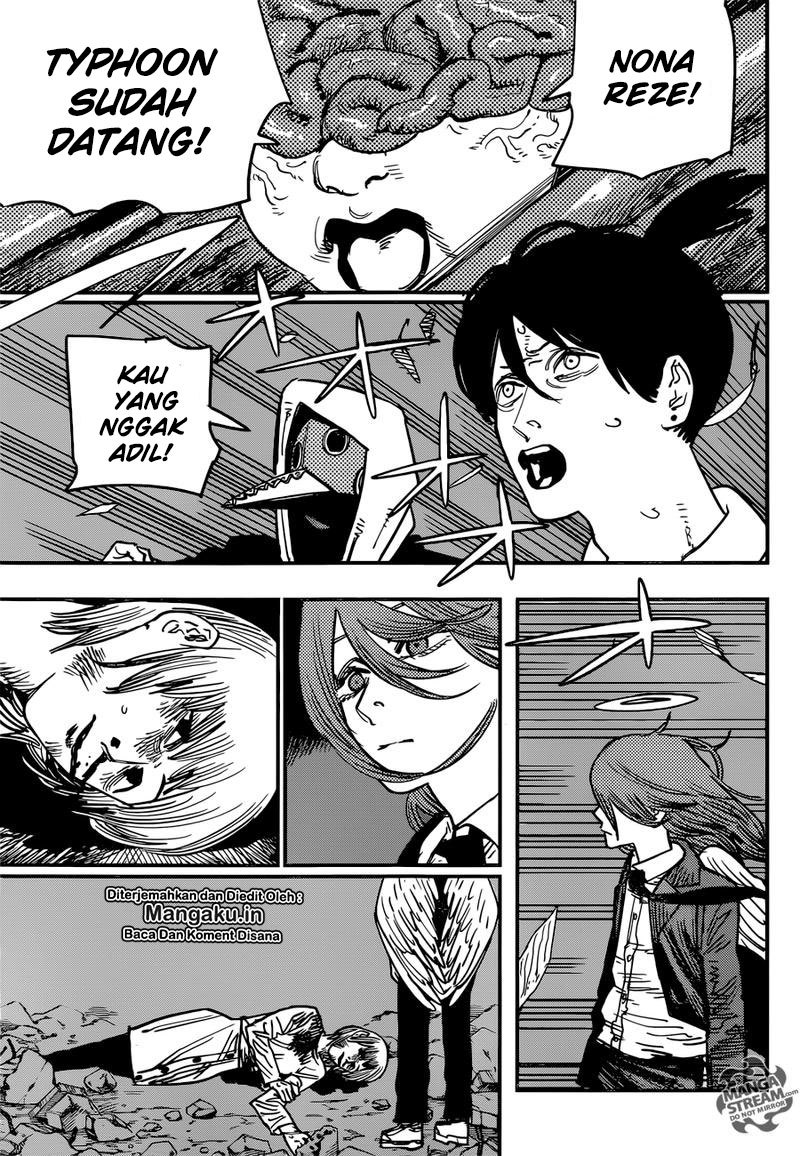 NONA
REZE!
TYPHOON
SUDAH
DATANG!
KAU
YANG
NGGAK
ADIL!
Diterjemahkan dan Diedit Oleh :
Mangaku.in
Baca Dan Koment Disana
MANGA
STREAM.com
DO NOT MIRROR!